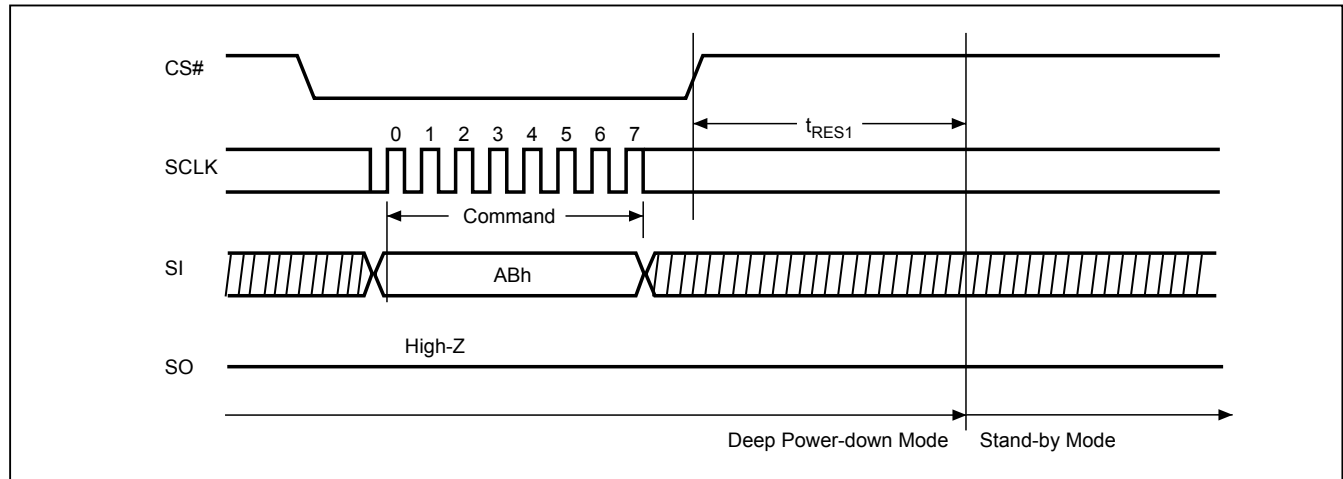 CS#
t_RES1
0 1 2 3 4 5 6 7
SCLK
Command
SI
ABh
High-Z
SO
Deep Power-down Mode Stand-by Mode